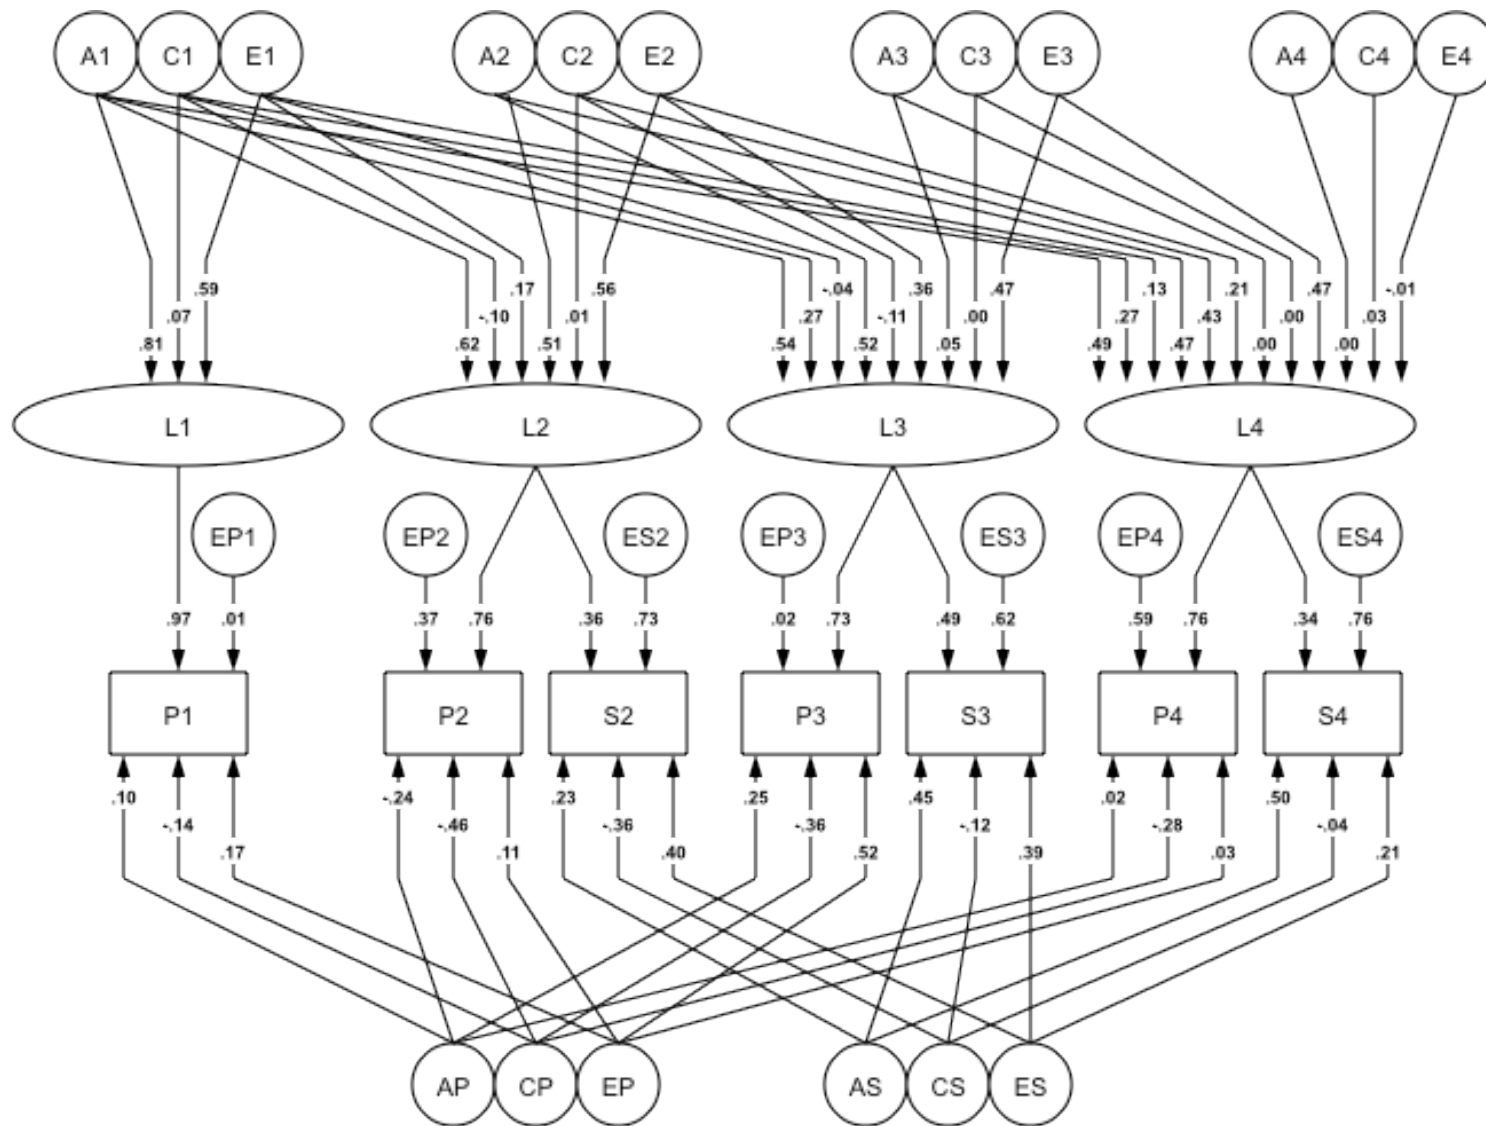 A1 C1 E1 A2 C2 E2 A3 C3 E3 A4 C4 E4
.59 .17 .56 -.04 .36 .47 .13 .21 .47 -.01
.07 -.10 .01 .27 -.11 .00 .27 .43 .00 .03
.81 .62 .51 .54 .52 .05 .49 .47 .00 .00
L1 L2 L3 L4
EP1 EP2 ES2 EP3 ES3 EP4 ES4
.97 .01 .37 .76 .36 .73 .02 .73 .49 .62 .59 .76 .34 .76
P1 P2 S2 P3 S3 P4 S4
.10 -.24 .23 .25 .45 .02 .50
-.14 -.46 -.36 -.36 -.12 -.28 -.04
.17 .11 .40 .52 .39 .03 .21
AP CP EP AS CS ES